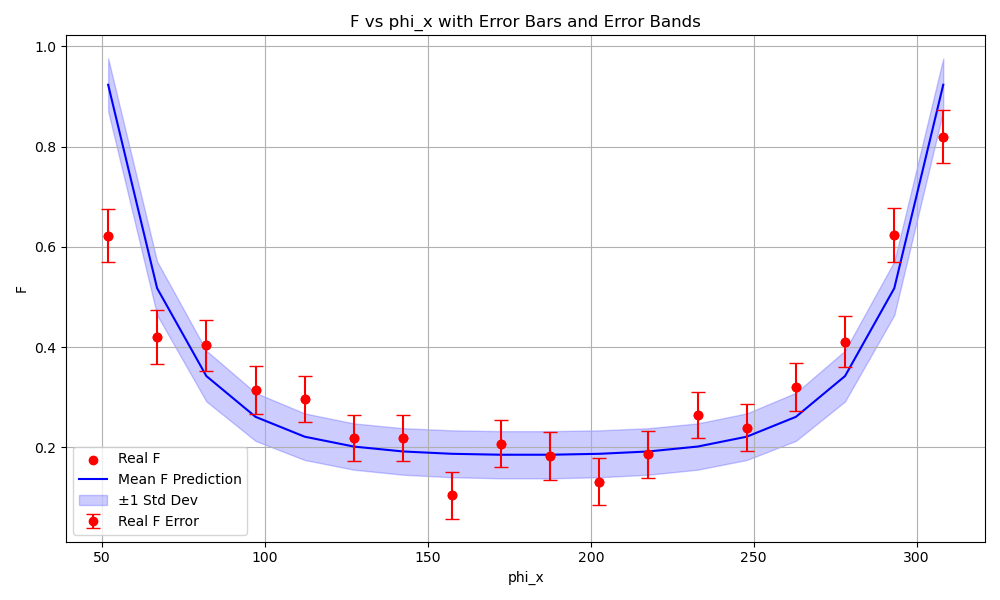 F vs phi_x with Error Bars and Error Bands
1.0
0.8
0.6
0.4
0.2
F
Real F
Mean F Prediction
±1 Std Dev
Real F Error
50
100
150
200
250
300
phi_x